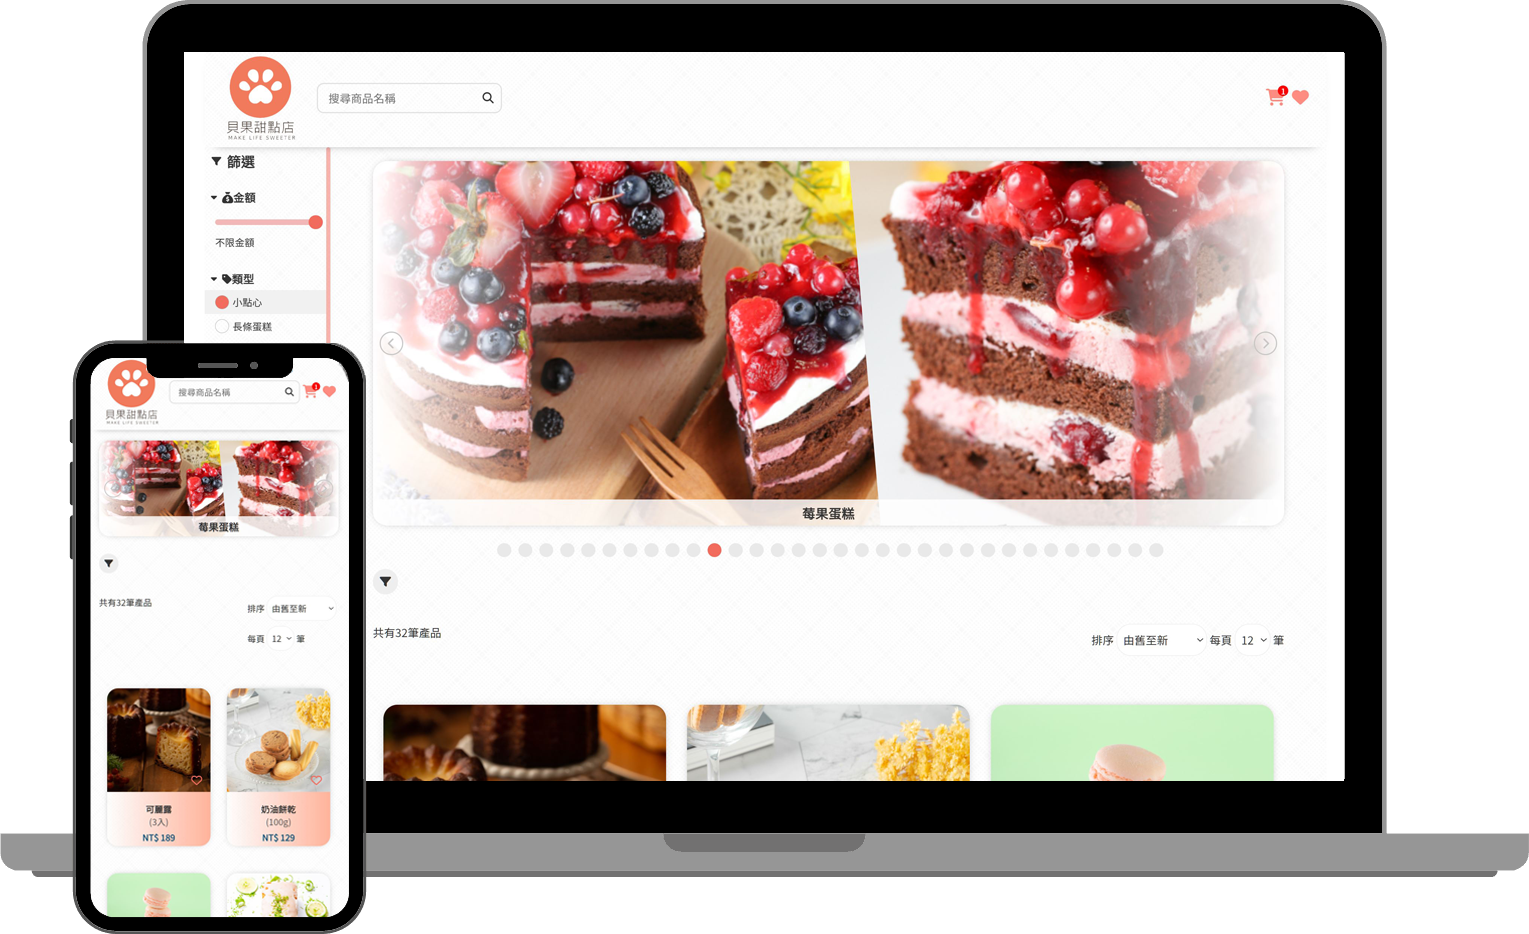 貝果甜點店
MAKE LIFE SWEETER
搜尋商品名稱
1
篩選
金額
不限金額
類型
小點心
長條蛋糕
莓果蛋糕
共有32筆產品
排序 由舊至新 每頁 12 筆
貝果甜點店
MAKE LIFE SWEETER
搜尋商品名稱
1
莓果蛋糕
共有32筆產品
排序 由舊至新
每頁 12 筆
可麗露
(3入)
NT$ 189
奶油餅乾
(100g)
NT$ 129